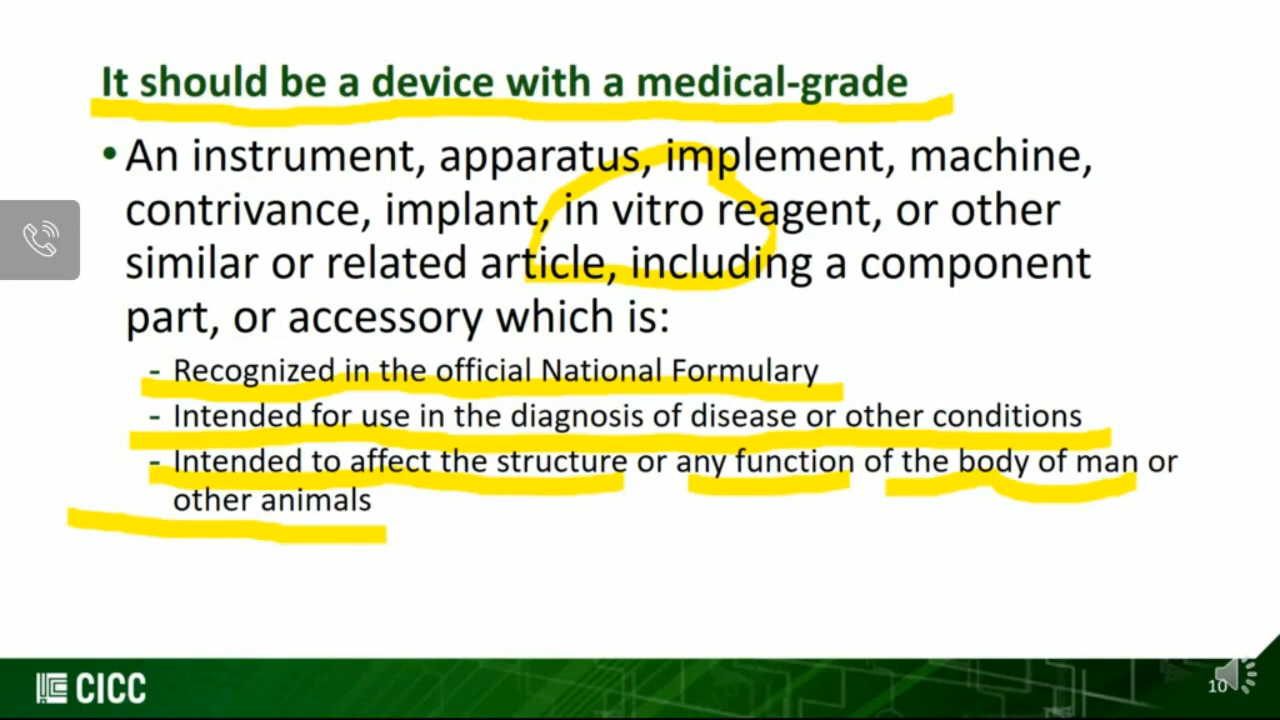 It should be a device with a medical-grade
• An instrument, apparatus, implement, machine,
contrivance, implant, in vitro reagent, or other
similar or related article, including a component
part, or accessory which is:
- Recognized in the official National Formulary
- Intended for use in the diagnosis of disease or other conditions
- Intended to affect the structure or any function of the body of man or
other animals
CICC
10